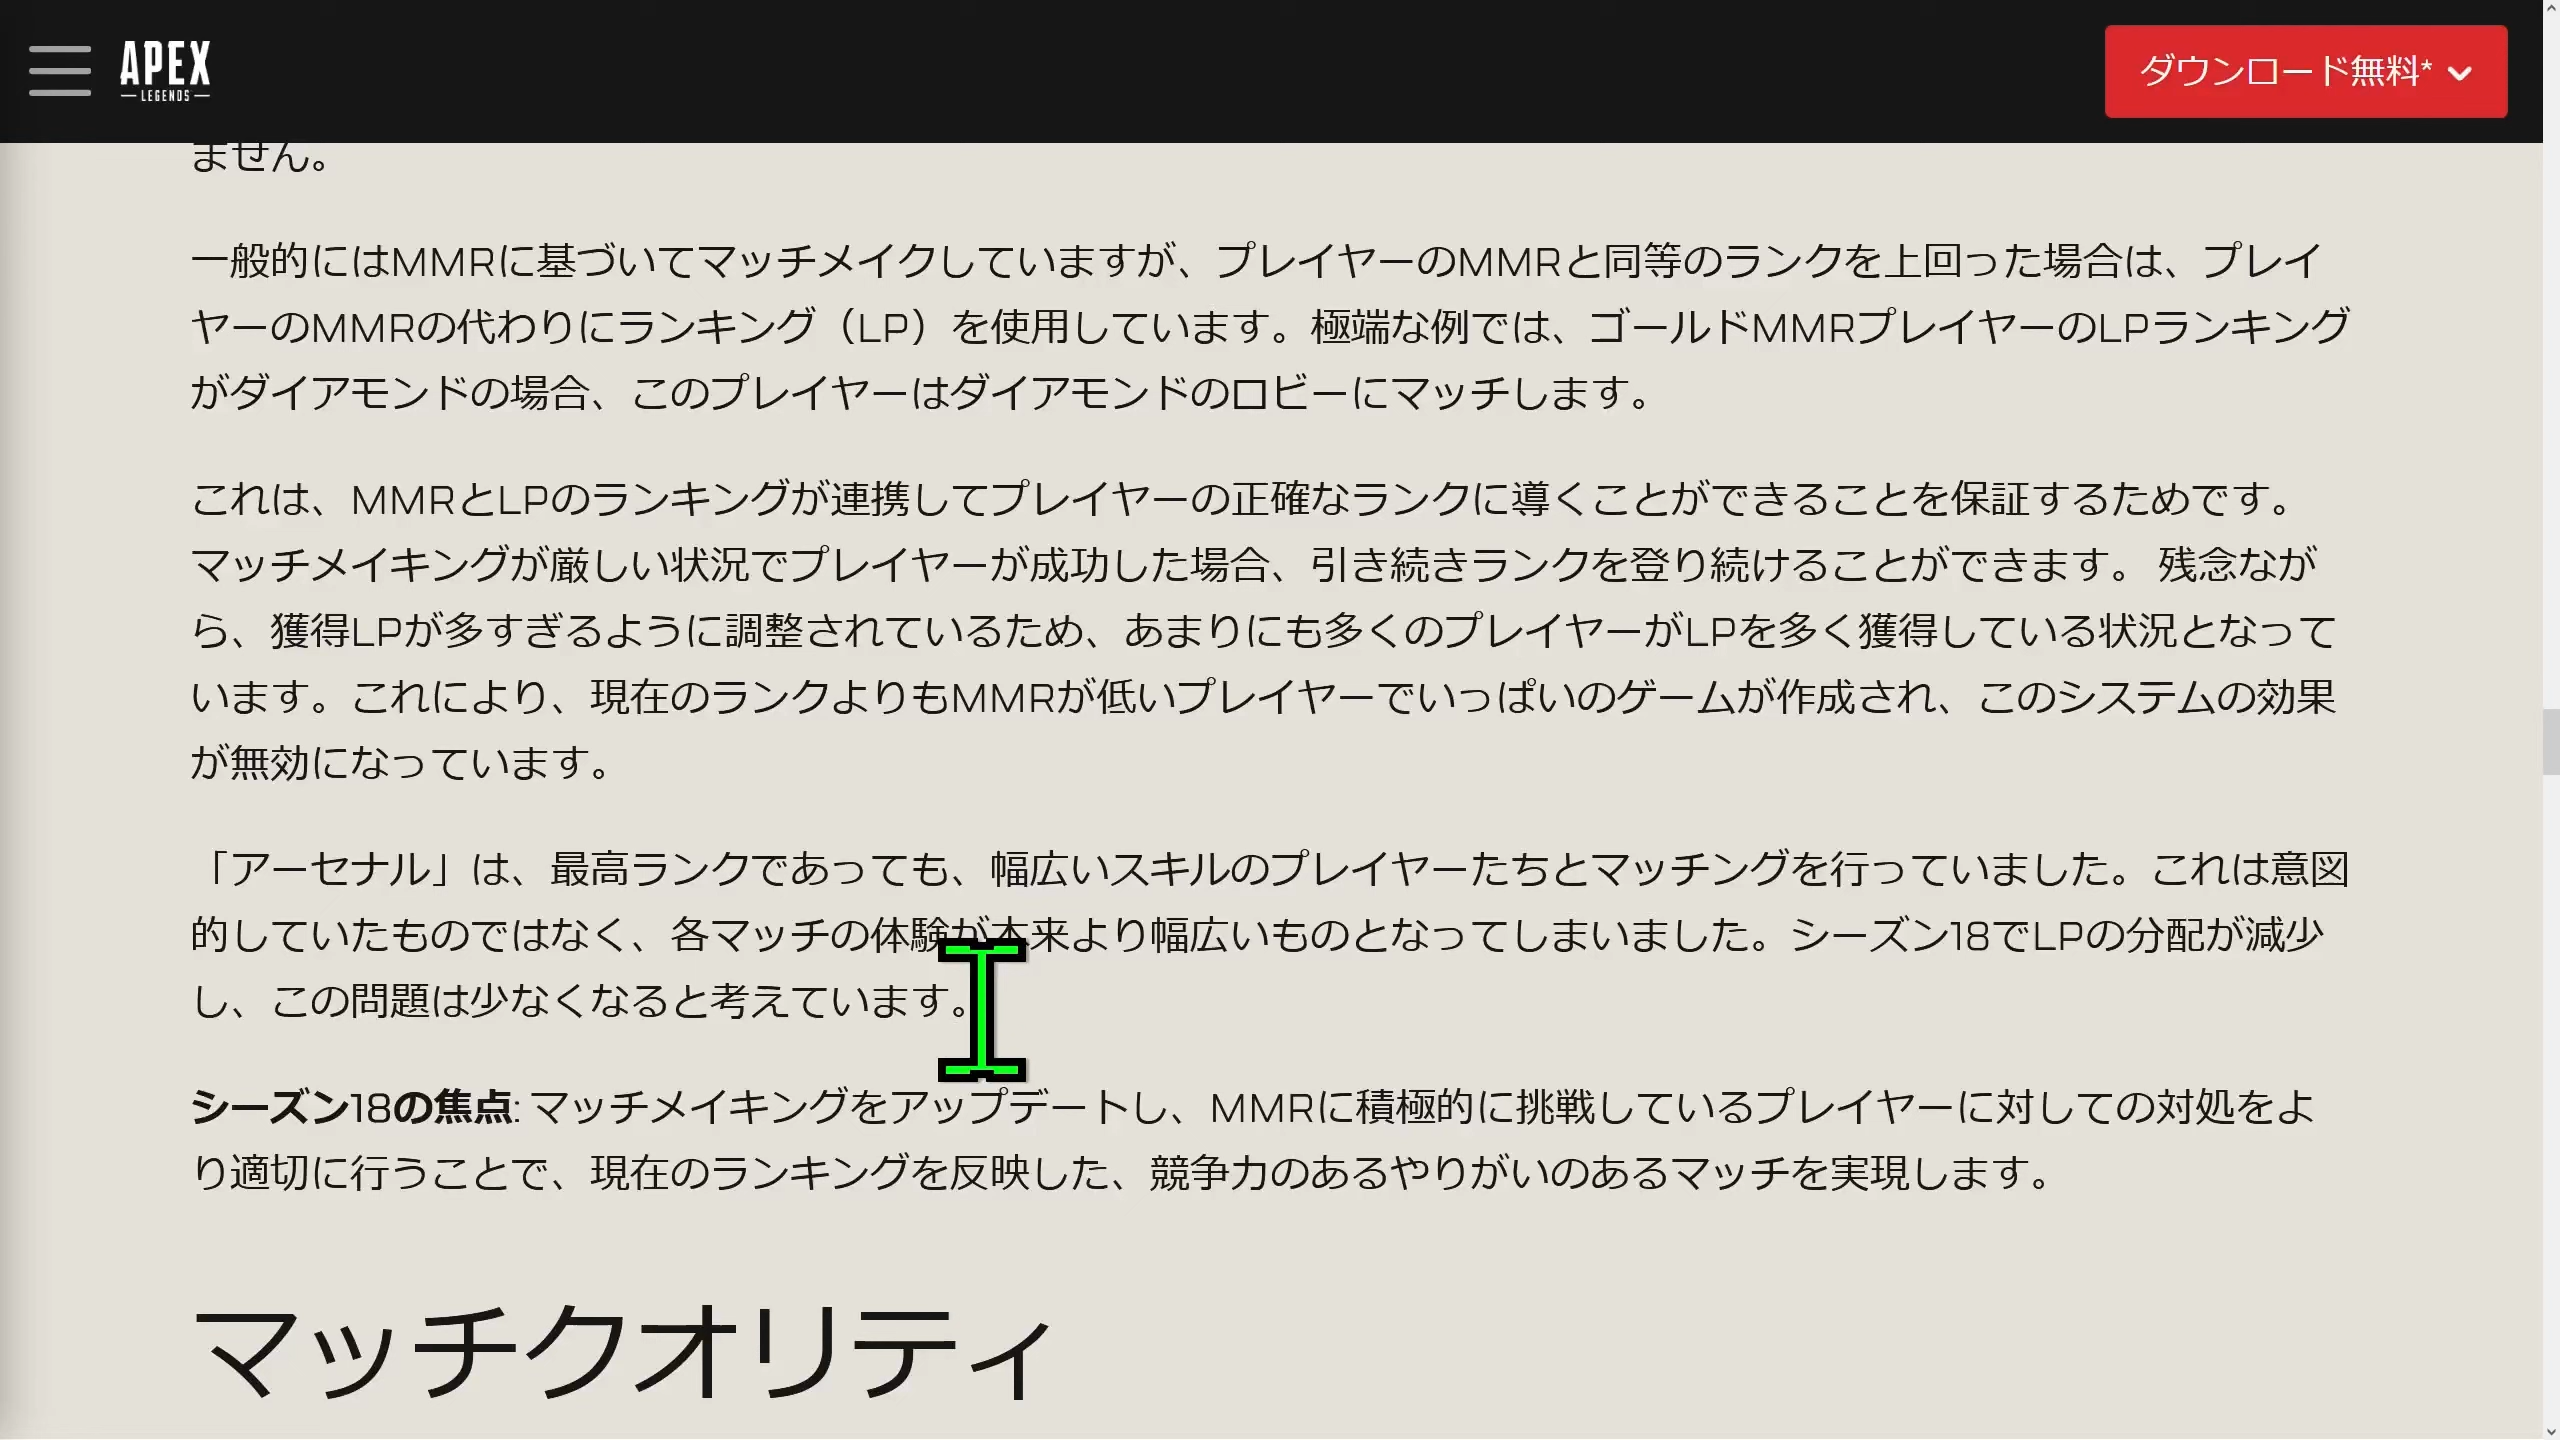 APEX
LEGENDS
ダウンロード無料*
ません。
一般的にはMMRに基づいてマッチメイクしていますが、プレイヤーのMMRと同等のランクを上回った場合は、プレイ
ヤーのMMRの代わりにランキング（LP）を使用しています。極端な例では、ゴールドMMRプレイヤーのLPランキング
がダイアモンドの場合、このプレイヤーはダイアモンドのロビーにマッチします。
これは、MMRとLPのランキングが連携してプレイヤーの正確なランクに導くことができることを保証するためです。
マッチメイキングが厳しい状況でプレイヤーが成功した場合、引き続きランクを登り続けることができます。 残念なが
ら、獲得LPが多すぎるように調整されているため、あまりにも多くのプレイヤーがLPを多く獲得している状況となって
います。これにより、現在のランクよりもMMRが低いプレイヤーでいっぱいのゲームが作成され、このシステムの効果
が無効になっています。
「アーセナル」は、最高ランクであっても、幅広いスキルのプレイヤーたちとマッチングを行っていました。これは意図
的していたものではなく、各マッチの体験が本来より幅広いものとなってしまいました。シーズン18でLPの分配が減少
し、この問題は少なくなると考えています。
シーズン18の焦点: マッチメイキングをアップデートし、MMRに積極的に挑戦しているプレイヤーに対しての対処をよ
り適切に行うことで、現在のランキングを反映した、競争力のあるやりがいのあるマッチを実現します。
マッチクオリティ